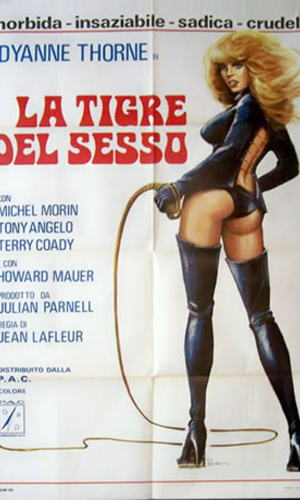 morbida - insaziabile - sadica - crudel
DYANNE THORNE IN
LA TIGRE
DEL SESSO
CON
MICHEL MORIN
TONY ANGELO
TERRY COADY
E CON
HOWARD MAUER
PRODOTTO DA
JULIAN PARNELL
REGIA DI
JEAN LAFLEUR
DISTRIBUITO DALLA
P.A.C.
COLORE
P.A.C.